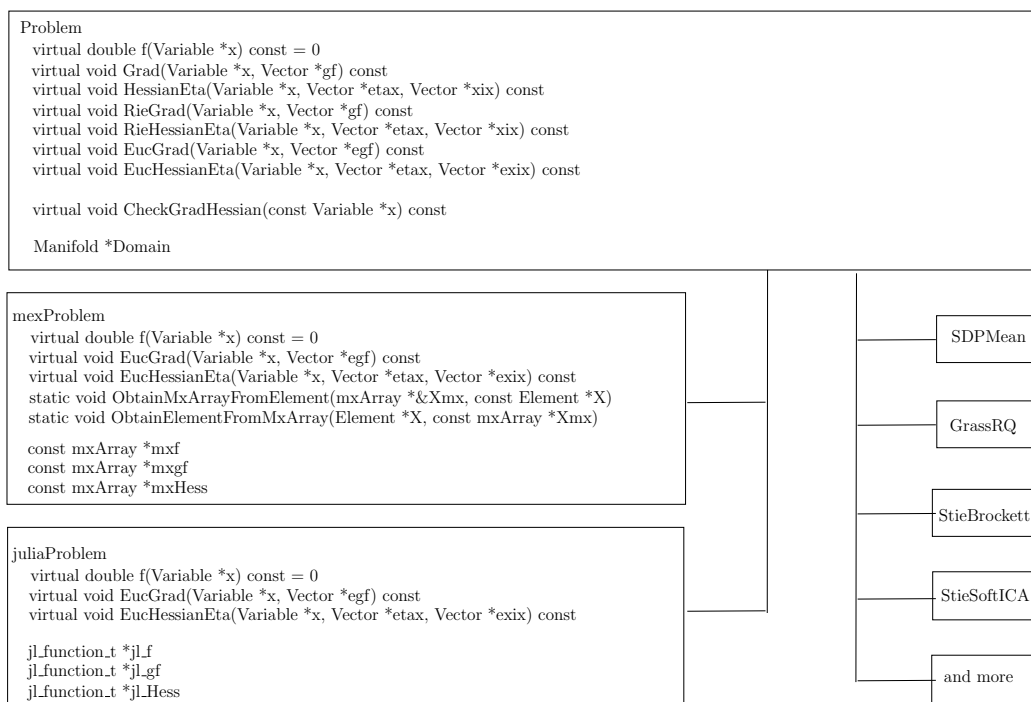 Problem
virtual double f(Variable *x) const = 0
virtual void Grad(Variable *x, Vector *gf) const
virtual void HessianEta(Variable *x, Vector *etax, Vector *xix) const
virtual void RieGrad(Variable *x, Vector *gf) const
virtual void RieHessianEta(Variable *x, Vector *etax, Vector *xix) const
virtual void EucGrad(Variable *x, Vector *egf) const
virtual void EucHessianEta(Variable *x, Vector *etax, Vector *exix) const
virtual void CheckGradHessian(const Variable *x) const
Manifold *Domain
mexProblem
virtual double f(Variable *x) const = 0
virtual void EucGrad(Variable *x, Vector *egf) const
virtual void EucHessianEta(Variable *x, Vector *etax, Vector *exix) const
static void ObtainMxArrayFromElement(mxArray *&Xmx, const Element *X)
static void ObtainElementFromMxArray(Element *X, const mxArray *Xmx)
const mxArray *mxf
const mxArray *mxgf
const mxArray *mxHess
juliaProblem
virtual double f(Variable *x) const = 0
virtual void EucGrad(Variable *x, Vector *egf) const
virtual void EucHessianEta(Variable *x, Vector *etax, Vector *exix) const
jl_function_t *jl_f
jl_function_t *jl_gf
jl_function_t *jl_Hess
SDPMean
GrassRQ
StieBrockett
StieSoftICA
and more